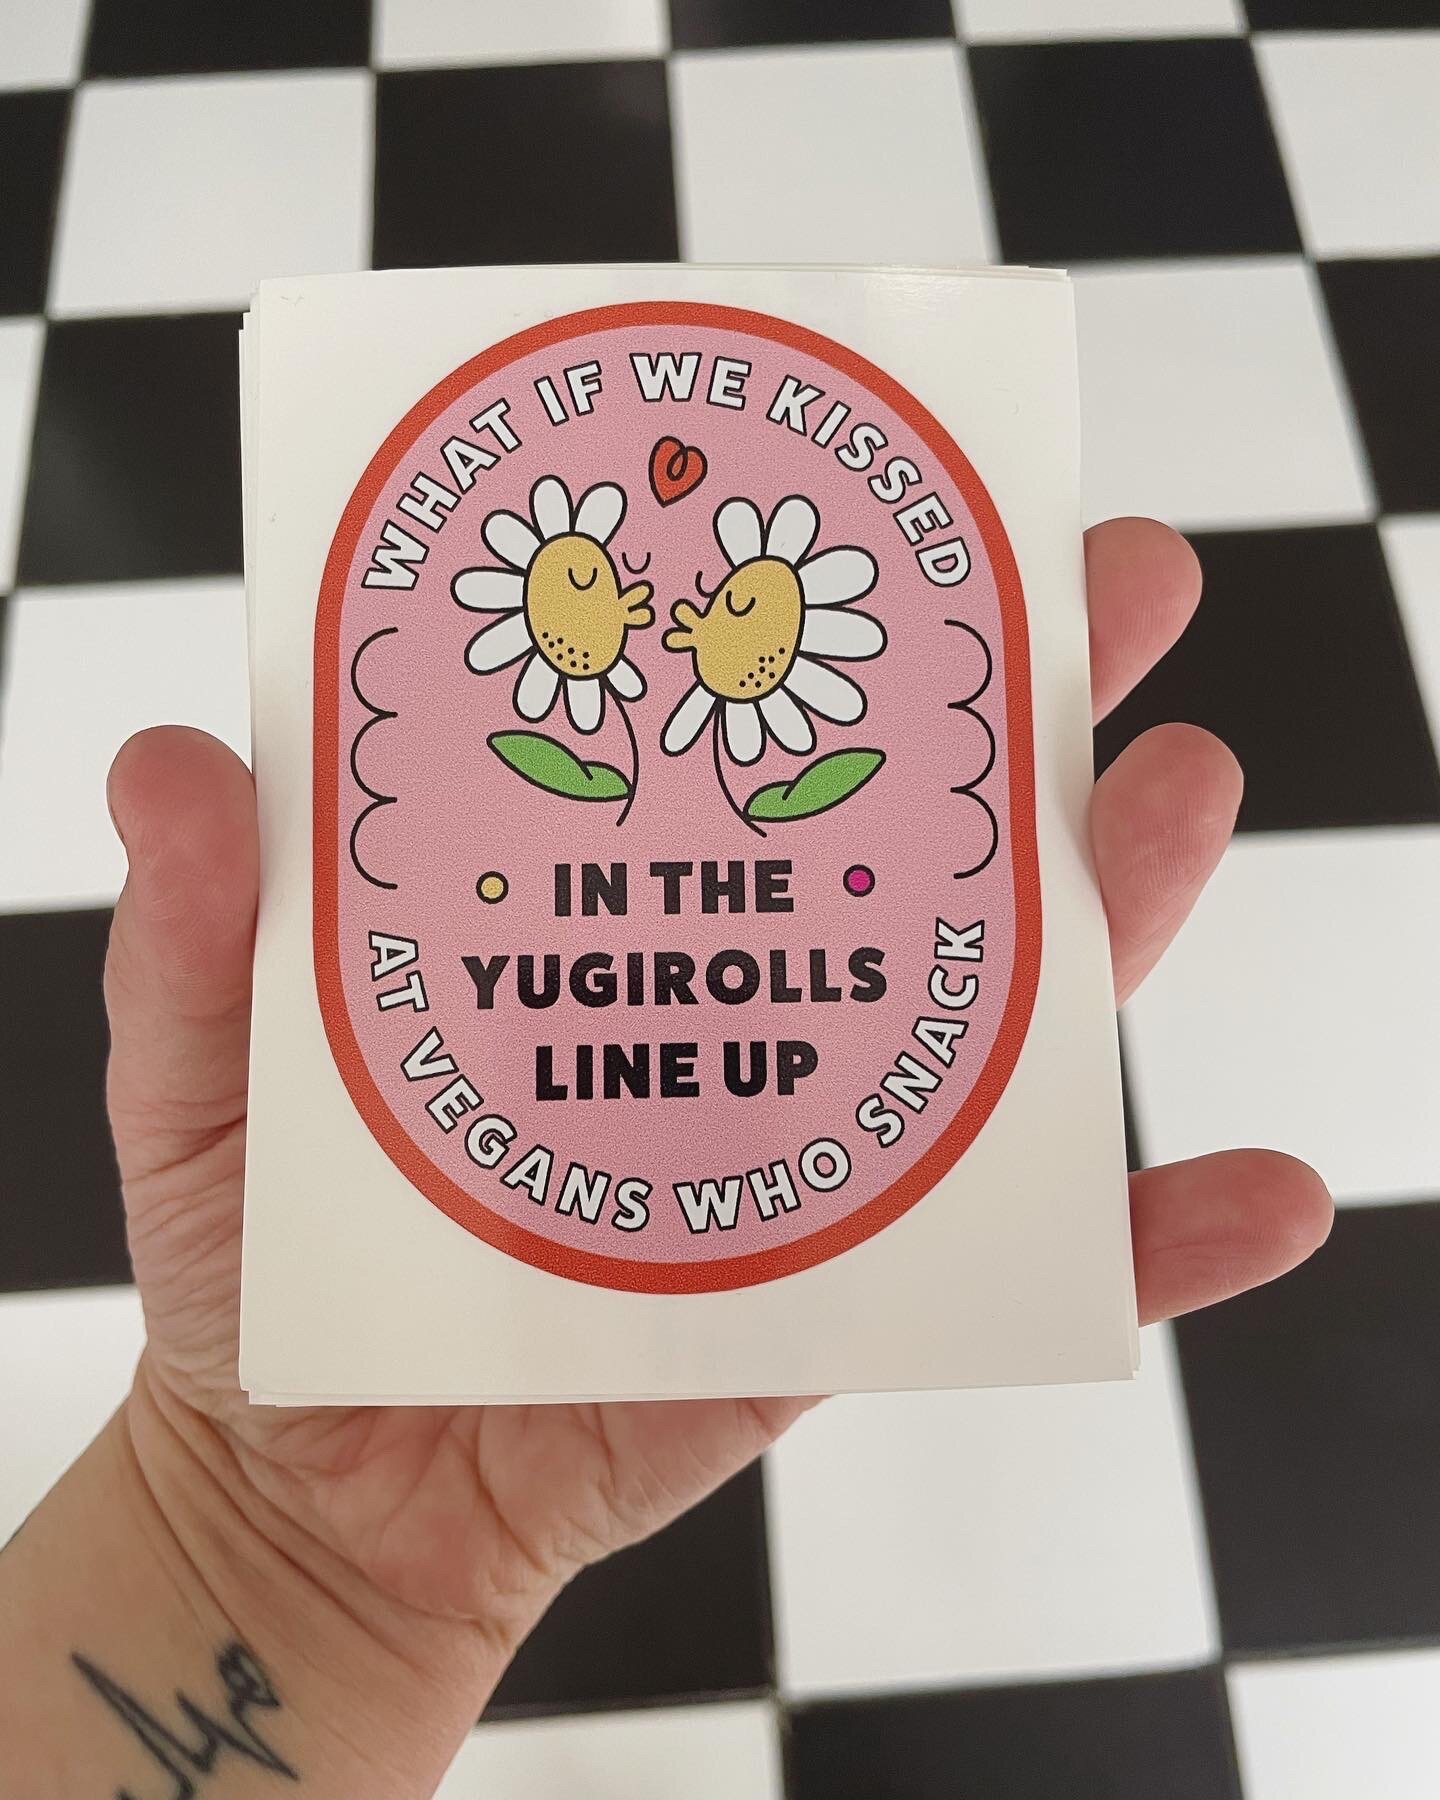 WHAT IF WE KISSED
IN THE
YUGIROLLS
LINE UP
AT VEGANS WHO SNACK